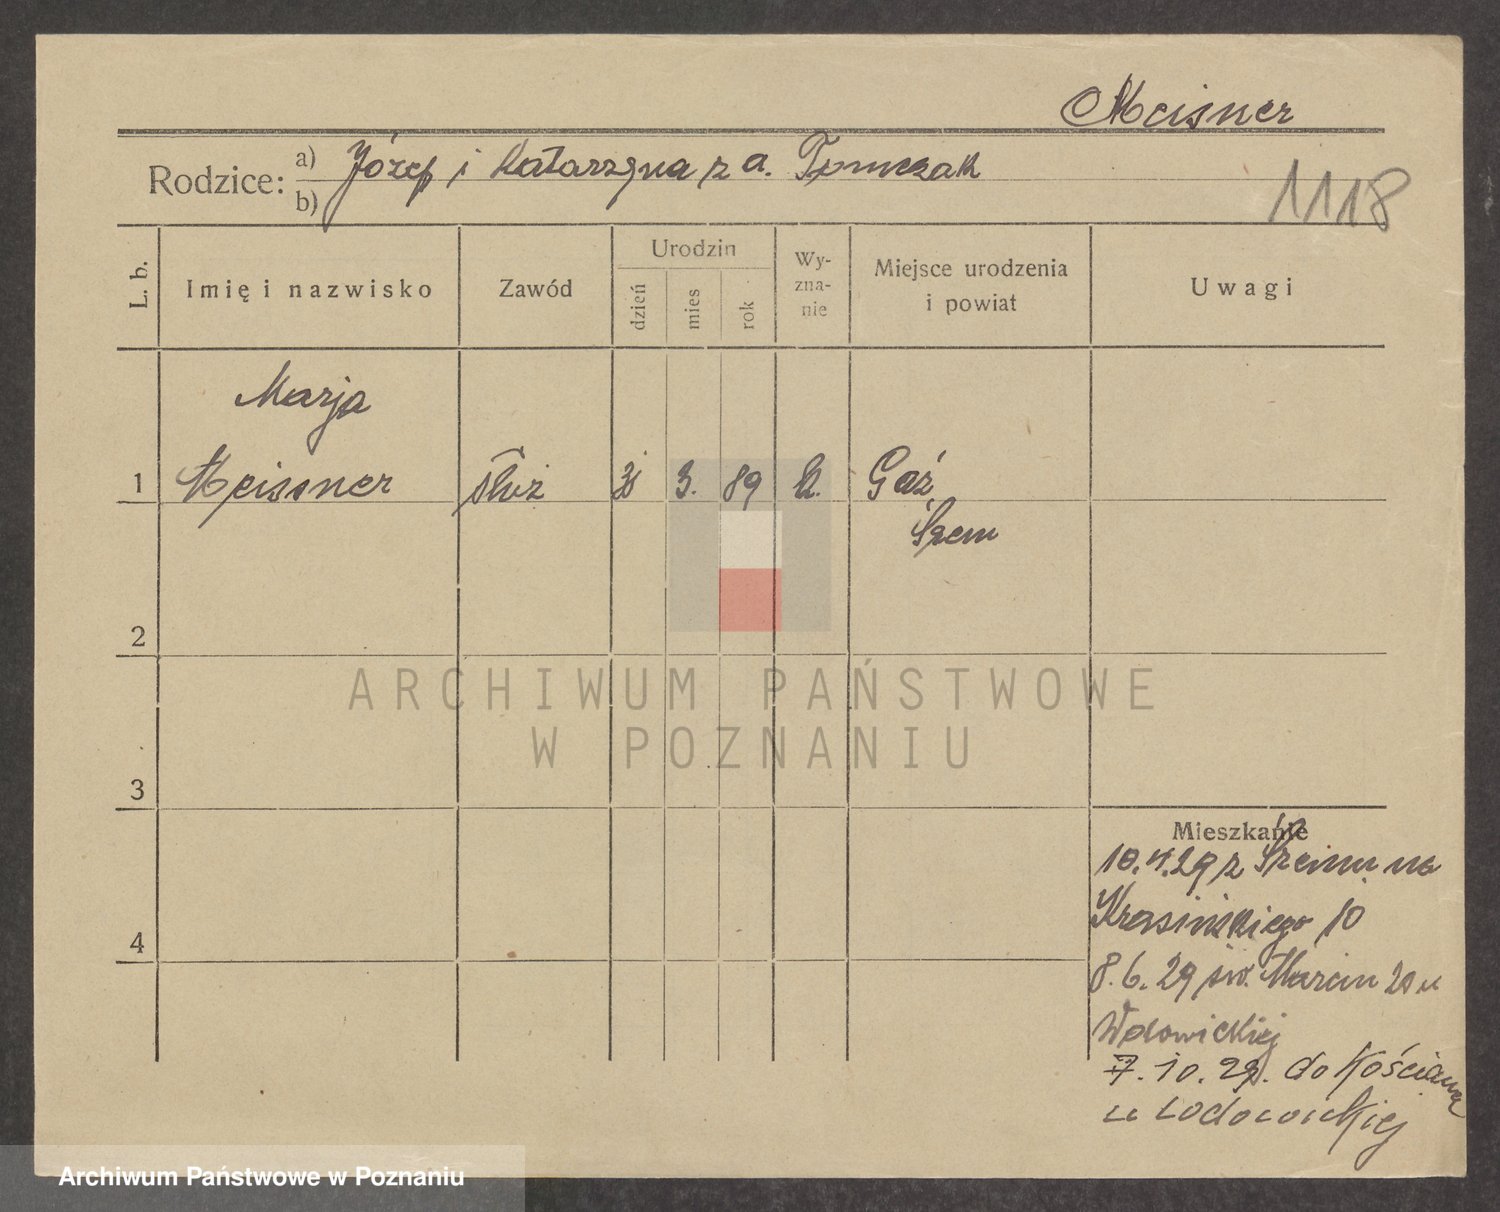 Meisner
Rodzice: a) Józef i Katarzyna z d. Tomczak
b)
1118
L. b.
Imię i nazwisko
Zawód
Urodzin
dzień
mies
rok
Wy-
zna-
nie
Miejsce urodzenia
i powiat
Uwagi
Marja
1 Meissner służ 3. 89 k. Gaź
Śrem
2
3
4
Mieszkanie
10.4.29 z Śremu na
Krasińskiego 10
8.6.29 św. Marcin 20 u
Wodowickiej
7.10.29. do Kościana
u Lodowickiej
ARCHIWUM PAŃSTWOWE
W POZNANIU
Archiwum Państwowe w Poznaniu